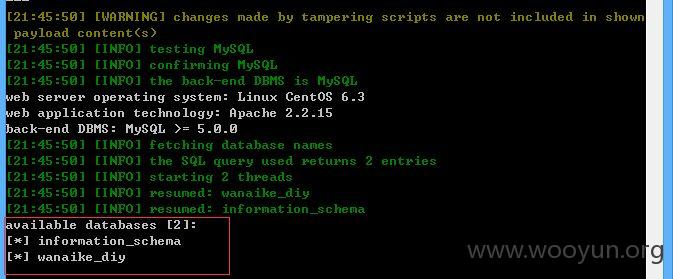 [21:45:50] [WARNING] changes made by tampering scripts are not included in shown
payload content(s)
[21:45:50] [INFO] testing MySQL
[21:45:50] [INFO] confirming MySQL
[21:45:50] [INFO] the back-end DBMS is MySQL
web server operating system: Linux CentOS 6.3
web application technology: Apache 2.2.15
back-end DBMS: MySQL >= 5.0.0
[21:45:50] [INFO] fetching database names
[21:45:50] [INFO] the SQL query used returns 2 entries
[21:45:50] [INFO] starting 2 threads
[21:45:50] [INFO] resumed: wanaike_diy
[21:45:50] [INFO] resumed: information_schema
available databases [2]:
[*] information_schema
[*] wanaike_diy
www.wooyun.org